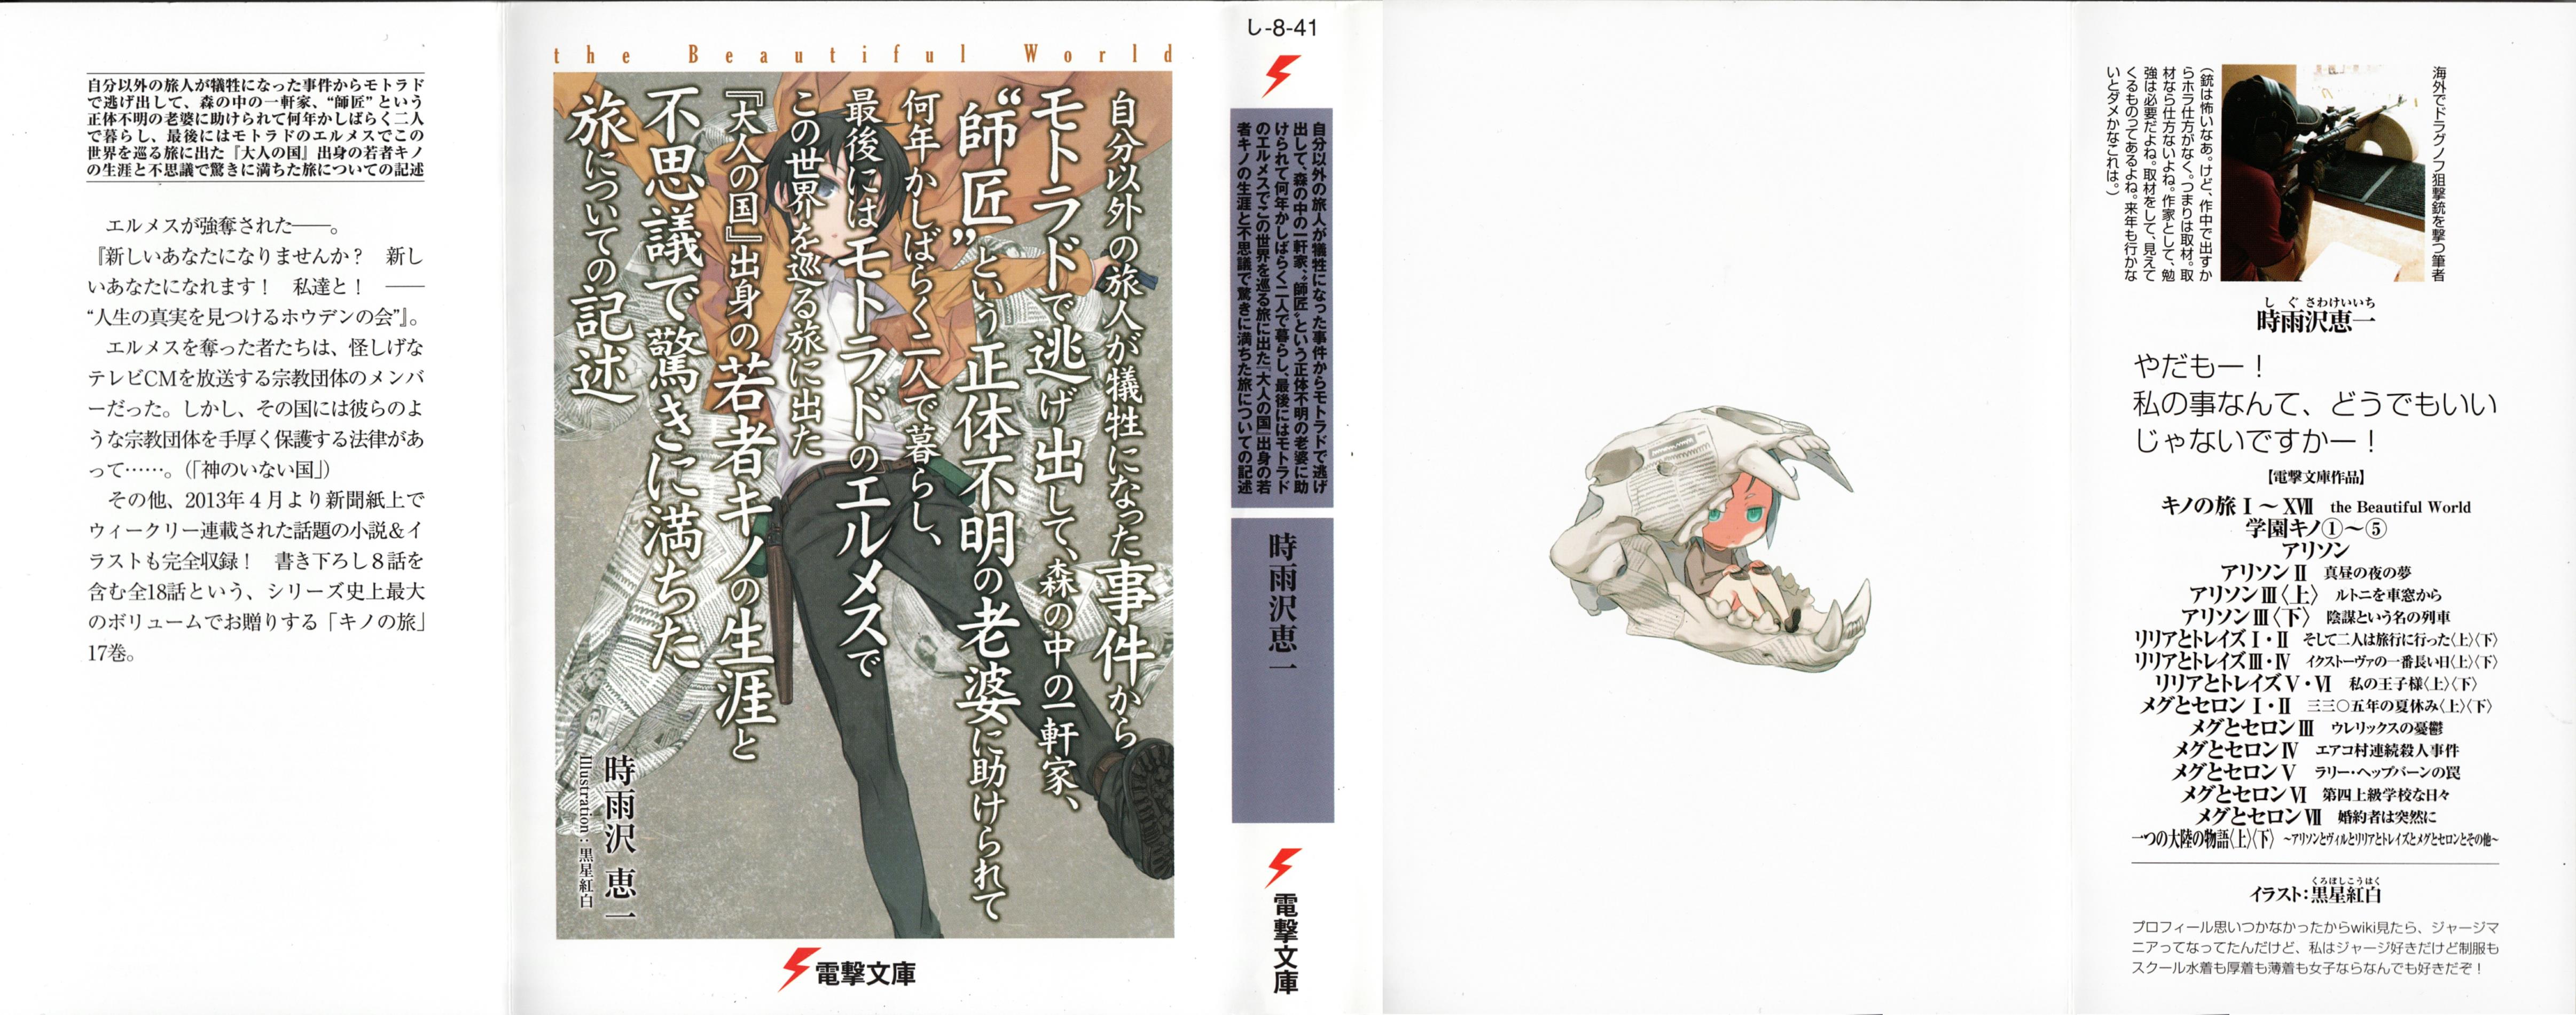 自分以外の旅人が犠牲になった事件からモトラド
で逃げ出して、森の中の一軒家、“師匠”という
正体不明の老婆に助けられて何年かしばらく二人
で暮らし、最後にはモトラドのエルメスでこの
世界を巡る旅に出た『大人の国』出身の若者キノ
の生涯と不思議で驚きに満ちた旅についての記述
エルメスが強奪された──。
『新しいあなたになりませんか？　新し
いあなたになれます！　私達と！　──
“人生の真実を見つけるホウデンの会”』。
エルメスを奪った者たちは、怪しげな
テレビCMを放送する宗教団体のメンバ
ーだった。しかし、その国には彼らのよ
うな宗教団体を手厚く保護する法律があ
って……。（「神のいない国」）
その他、2013年４月より新聞紙上で
ウィークリー連載された話題の小説＆イ
ラストも完全収録！　書き下ろし８話を
含む全18話という、シリーズ史上最大
のボリュームでお贈りする「キノの旅」
17巻。
the Beautiful World
自分以外の旅人が犠牲になった事件から
モトラドで逃げ出して、森の中の一軒家、
“師匠”という正体不明の老婆に助けられて
何年かしばらく二人で暮らし、
最後にはモトラドのエルメスで
この世界を巡る旅に出た
『大人の国』出身の若者キノの生涯と
不思議で驚きに満ちた
旅についての記述
時雨沢恵一
Illustration：黒星紅白
電撃文庫
し-8-41
自分以外の旅人が犠牲になった事件からモトラドで逃げ
出して、森の中の一軒家、“師匠”という正体不明の老婆に助
けられて何年かしばらく二人で暮らし、最後にはモトラド
のエルメスでこの世界を巡る旅に出た『大人の国』出身の若
者キノの生涯と不思議で驚きに満ちた旅についての記述
時雨沢恵一
電撃文庫
海外でドラグノフ狙撃銃を撃つ筆者
（銃は怖いなあ。けど、作中で出すか
らホラ仕方がなく。つまりは取材。取
材なら仕方ないよね。作家として、勉
強は必要だよね。取材をして、見えて
くるものってあるよね。来年も行かな
いとダメかなこれは。）
しぐさわけいいち
時雨沢恵一
やだもー！
私の事なんて、どうでもいい
じゃないですかー！
【電撃文庫作品】
キノの旅Ⅰ～XVII　the Beautiful World
学園キノ①～⑤
アリソン
アリソンⅡ　真昼の夜の夢
アリソンⅢ〈上〉　ルトニを車窓から
アリソンⅢ〈下〉　陰謀という名の列車
リリアとトレイズⅠ・Ⅱ　そして二人は旅行に行った〈上〉〈下〉
リリアとトレイズⅢ・Ⅳ　イクストーヴァの一番長い日〈上〉〈下〉
リリアとトレイズⅤ・Ⅵ　私の王子様〈上〉〈下〉
メグとセロンⅠ・Ⅱ　三三〇五年の夏休み〈上〉〈下〉
メグとセロンⅢ　ウレリックスの憂鬱
メグとセロンⅣ　エアコ村連続殺人事件
メグとセロンⅤ　ラリー・ヘップバーンの罠
メグとセロンⅥ　第四上級学校な日々
メグとセロンⅦ　婚約者は突然に
一つの大陸の物語〈上〉〈下〉　～アリソンとヴィルとリリアとトレイズとメグとセロンとその他～
くろぼしこうはく
イラスト：黒星紅白
プロフィール思いつかなかったからwiki見たら、ジャージマ
ニアってなってたんだけど、私はジャージ好きだけど制服も
スクール水着も厚着も薄着も女子ならなんでも好きだぞ！